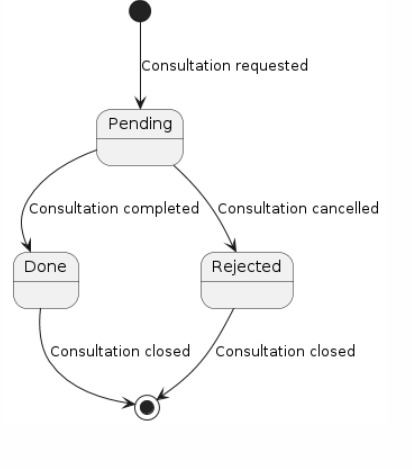 Consultation requested
Pending
Consultation completed
Consultation cancelled
Done
Rejected
Consultation closed
Consultation closed